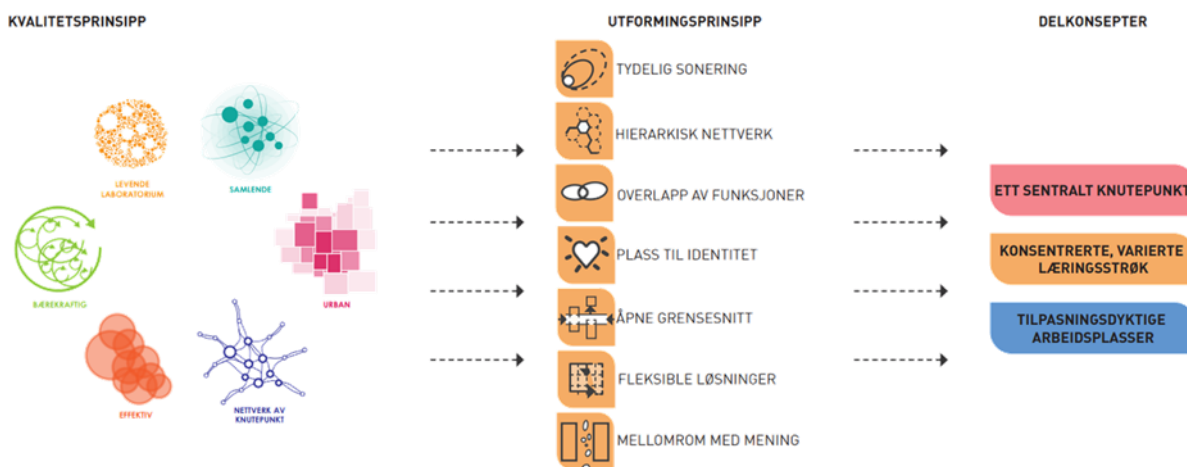 KVALITETSPRINSIPP
UTFORMINGSPRINSIPP
DELKONSEPTER
LEVENDE
LABORATORIUM
SAMLENDE
BÆREKRAFTIG
URBAN
EFFEKTIV
NETTVERK AV
KNUTEPUNKT
TYDELIG SONERING
HIERARKISK NETTVERK
OVERLAPP AV FUNKSJONER
PLASS TIL IDENTITET
ÅPNE GRENSESNITT
FLEKSIBLE LØSNINGER
MELLOMROM MED MENING
ETT SENTRALT KNUTEPUNKT
KONSENTRERTE, VARIERTE
LÆRINGSSTRØK
TILPASNINGSDYKTIGE
ARBEIDSPLASSER